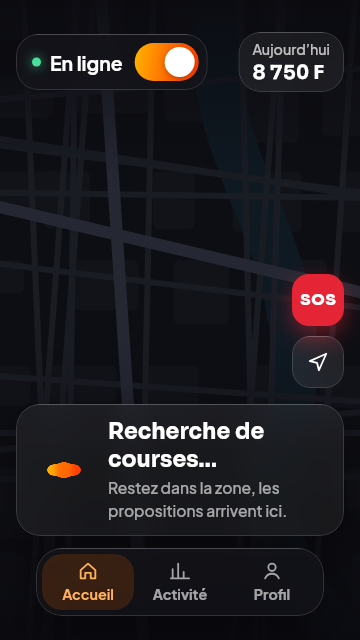 En ligne
Aujourd’hui
8 750 F
SOS
Recherche de
courses...
Restez dans la zone, les
propositions arrivent ici.
Accueil
Activité
Profil